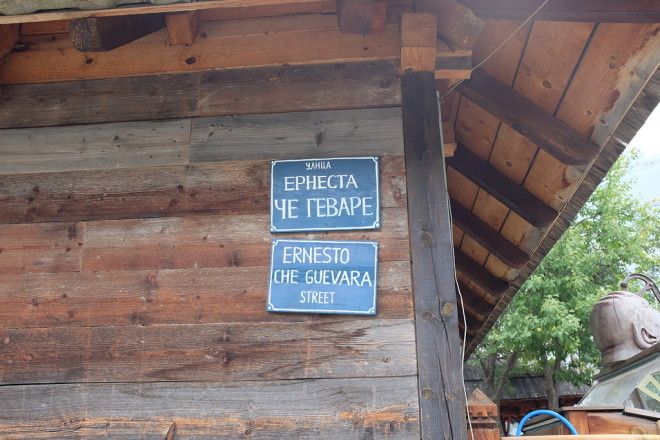 УЛИЦА
ЕРНЕСТА
ЧЕ ГЕВАРЕ
ERNESTO
CHE GUEVARA
STREET